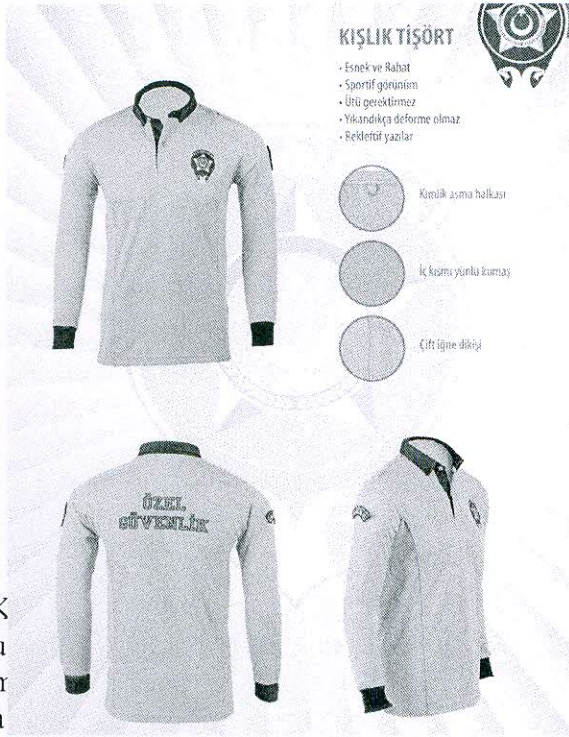 KIŞLIK TİŞÖRT
• Esnek ve Rahat
• Sportif görünüm
• Ütü gerektirmez
• Yıkandıkça deforme olmaz
• Rekleftif yazılar
Kimlik asma halkası
İç kısmı yünlü kumaş
Çift iğne dikişi
ÖZEL
GÜVENLİK
K
u